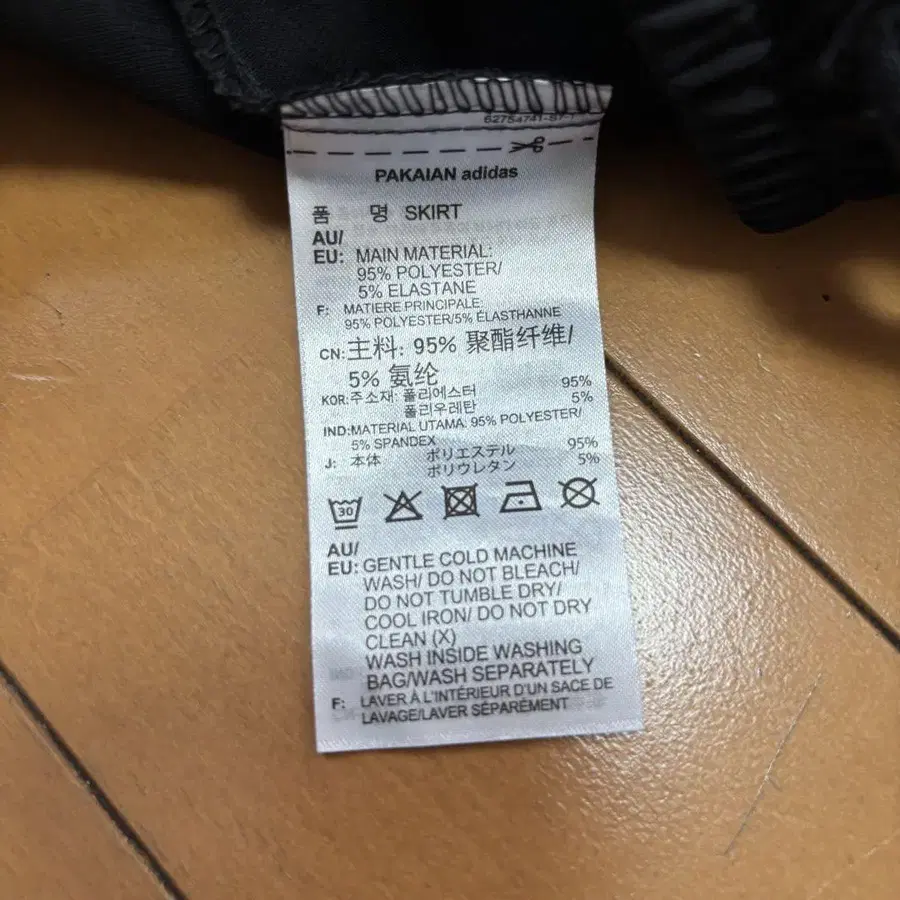 62754741-S7-1
PAKAIAN adidas
품 명 SKIRT
AU/
EU: MAIN MATERIAL:
95% POLYESTER/
5% ELASTANE
F: MATIERE PRINCIPALE:
95% POLYESTER/5% ÉLASTHANNE
CN: 主料: 95% 聚酯纤维/
5% 氨纶
KOR: 주소재: 폴리에스터 95%
폴리우레탄 5%
IND: MATERIAL UTAMA: 95% POLYESTER/
5% SPANDEX
J: 本体 ポリエステル 95%
ポリウレタン 5%
30
AU/
EU: GENTLE COLD MACHINE
WASH/ DO NOT BLEACH/
DO NOT TUMBLE DRY/
COOL IRON/ DO NOT DRY
CLEAN (X)
WASH INSIDE WASHING
BAG/WASH SEPARATELY
F: LAVER À L'INTÉRIEUR D'UN SACE DE
LAVAGE/LAVER SÉPARÉMENT